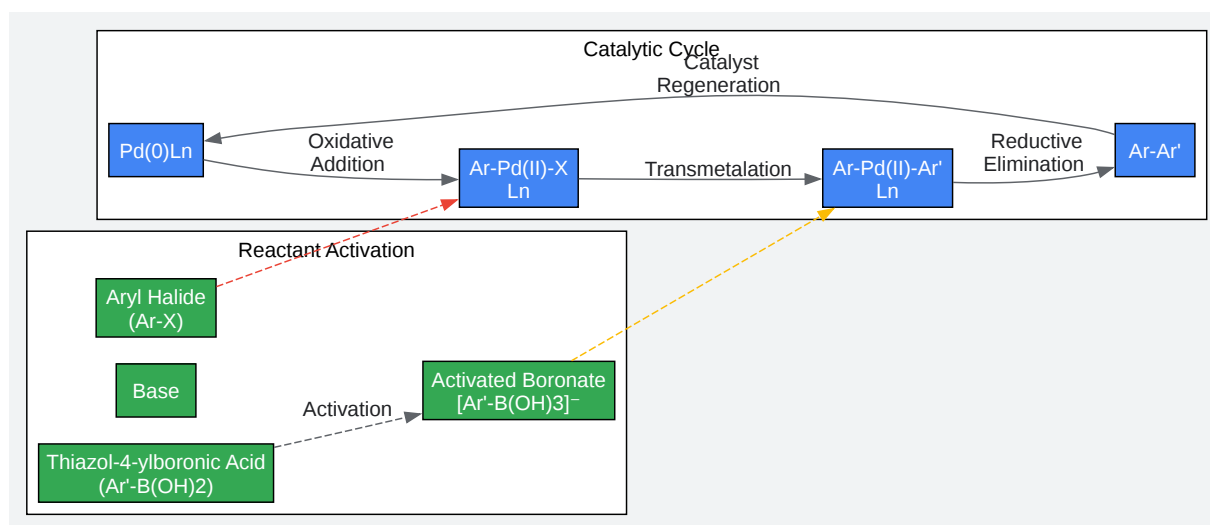 Catalytic Cycle
Catalyst
Regeneration
Pd(0)Ln
Oxidative
Addition
Ar-Pd(II)-X
Ln
Transmetalation
Ar-Pd(II)-Ar'
Ln
Reductive
Elimination
Ar-Ar'
Reactant Activation
Aryl Halide
(Ar-X)
Base
Activated Boronate
[Ar'-B(OH)3]⁻
Activation
Thiazol-4-ylboronic Acid
(Ar'-B(OH)2)